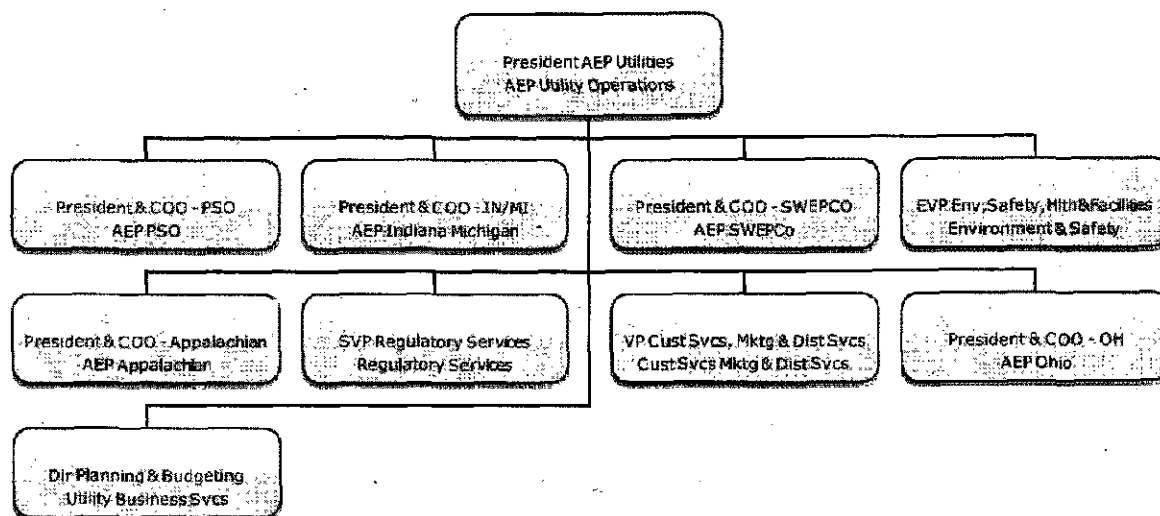 President AEP Utilities
AEP Utility Operations
President & COO - PSO
AEP PSO
President & COO - IN/MI
AEP Indiana Michigan
President & COO - SWEPCO
AEP SWEPCo
EVP Env, Safety, Hlth & Facilities
Environment & Safety
President & COO - Appalachian
AEP Appalachian
SVP Regulatory Services
Regulatory Services
VP Cust Svcs, Mktg & Dist Svcs
Cust Svcs Mktg & Dist Svcs
President & COO - OH
AEP Ohio
Dir Planning & Budgeting
Utility Business Svcs